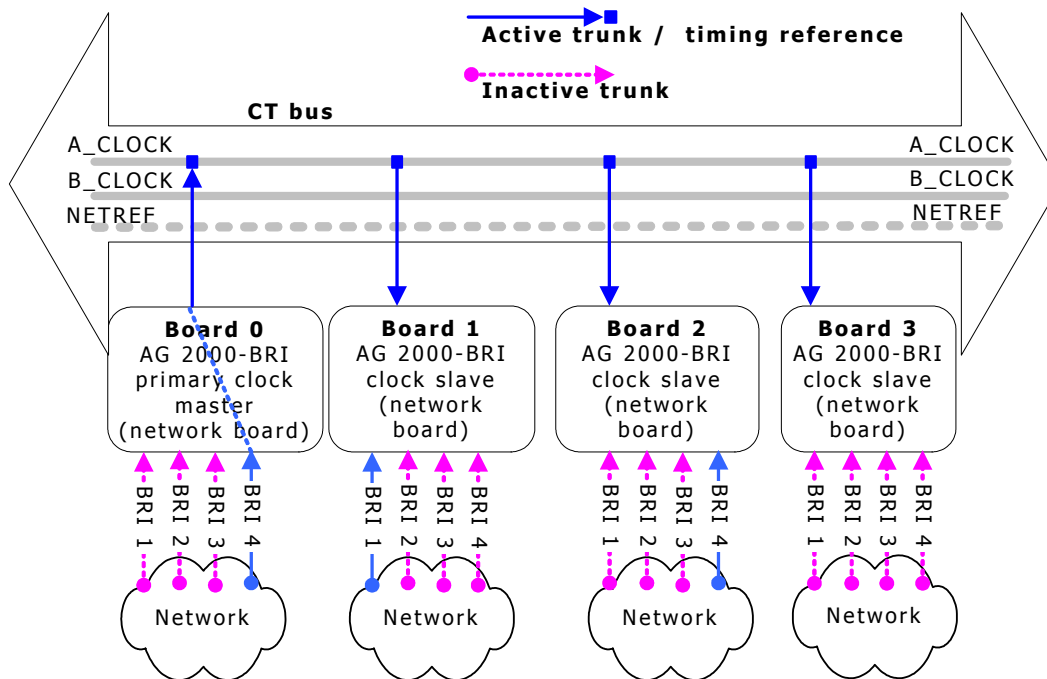 Active trunk / timing reference
Inactive trunk
CT bus
A_CLOCK A_CLOCK
B_CLOCK B_CLOCK
NETREF NETREF
Board 0
AG 2000-BRI
primary clock
master
(network board)
Board 1
AG 2000-BRI
clock slave
(network
board)
Board 2
AG 2000-BRI
clock slave
(network
board)
Board 3
AG 2000-BRI
clock slave
(network
board)
BRI 1 BRI 2 BRI 3 BRI 4
BRI 1 BRI 2 BRI 3 BRI 4
BRI 1 BRI 2 BRI 3 BRI 4
BRI 1 BRI 2 BRI 3 BRI 4
Network Network Network Network